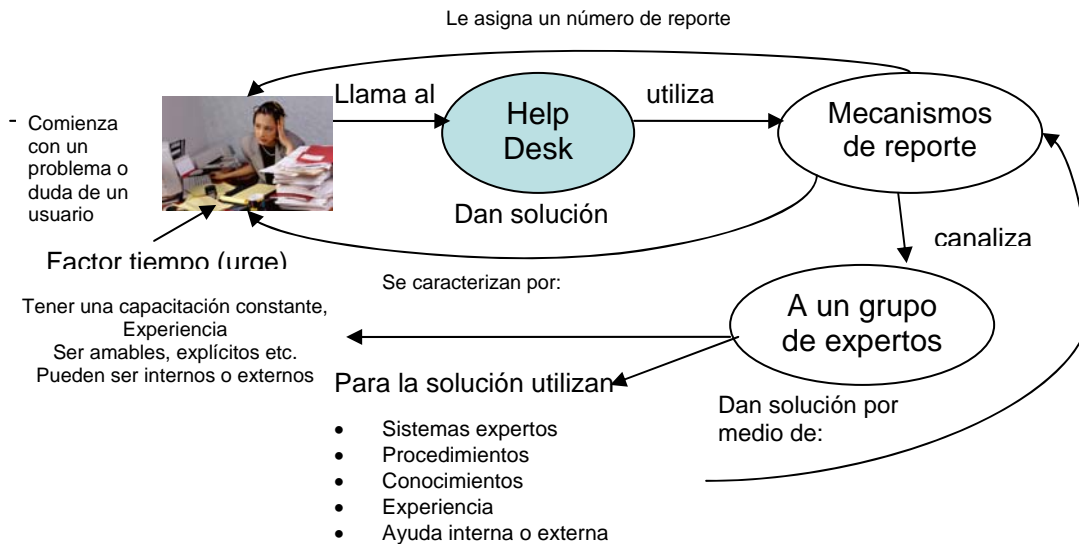 Le asigna un número de reporte
Llama al
utiliza
Help
Desk
Mecanismos
de reporte
- Comienza
con un
problema o
duda de un
usuario
Dan solución
canaliza
Factor tiempo (urge)
Se caracterizan por:
Tener una capacitación constante,
Experiencia
Ser amables, explícitos etc.
Pueden ser internos o externos
A un grupo
de expertos
Para la solución utilizan
Dan solución por
medio de:
• Sistemas expertos
• Procedimientos
• Conocimientos
• Experiencia
• Ayuda interna o externa